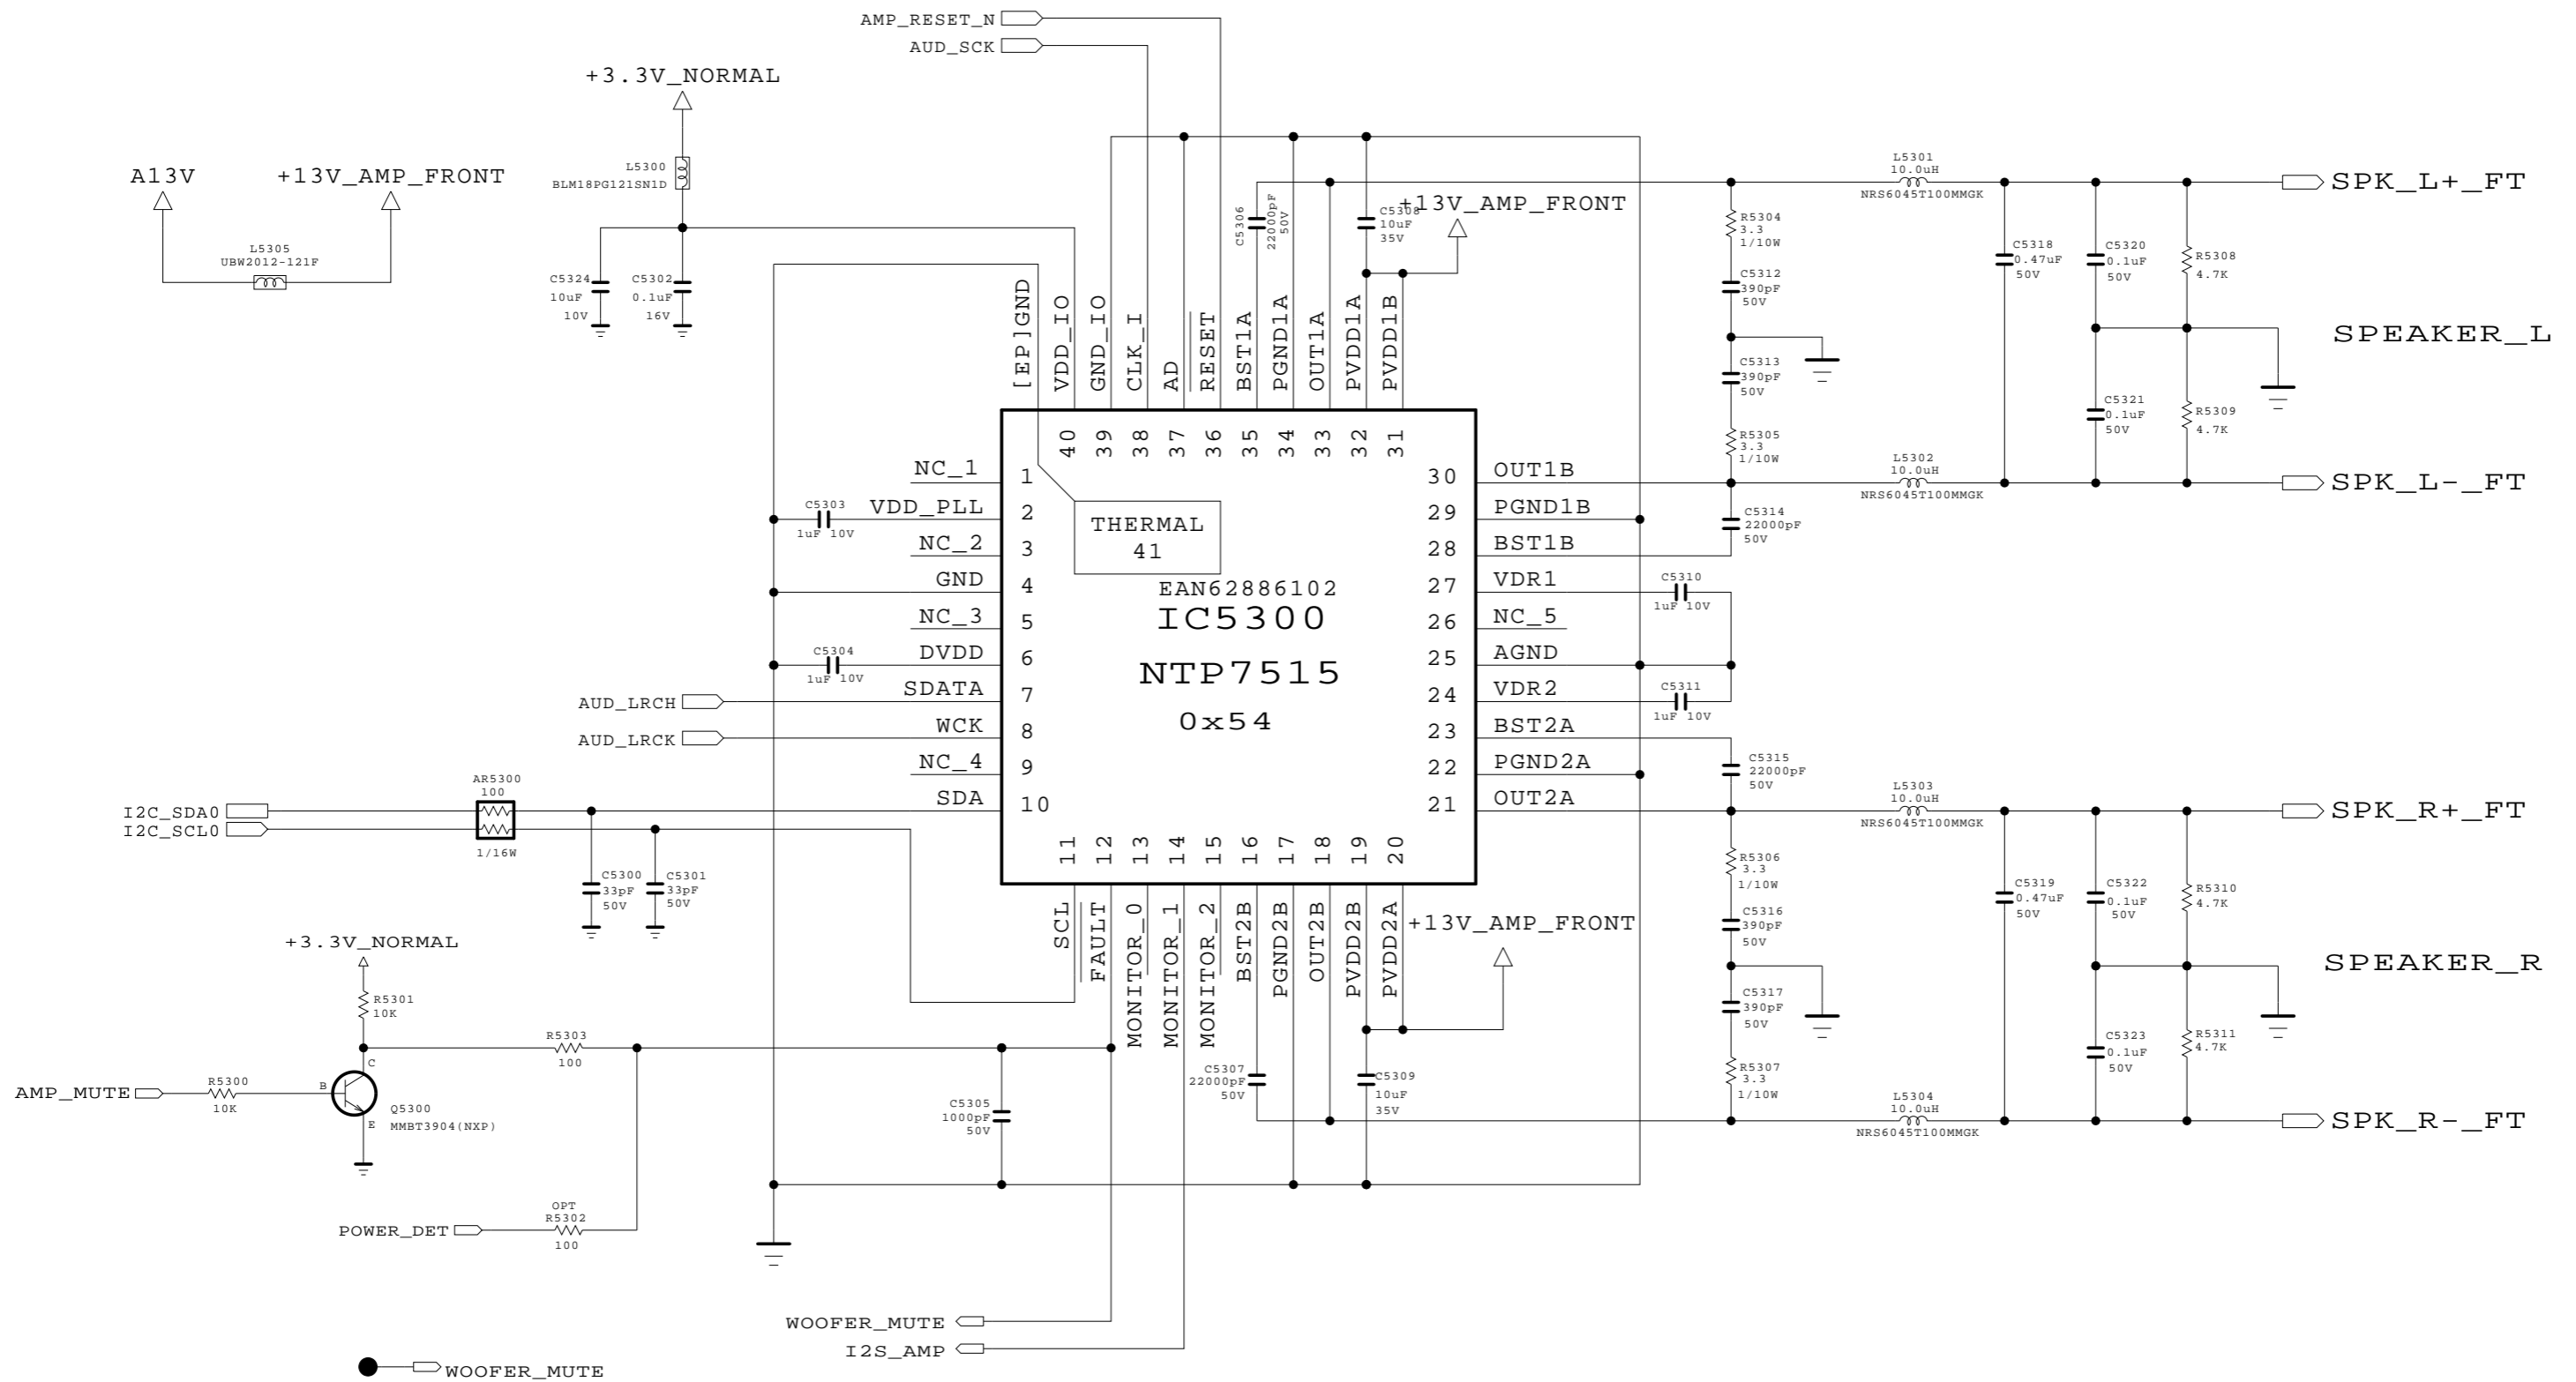 AMP_RESET_N
AUD_SCK
+3.3V_NORMAL
L5300
BLM18PG121SN1D
A13V
+13V_AMP_FRONT
L5305
UBW2012-121F
C5324
10uF
10V
C5302
0.1uF
16V
C5306
22000pF
50V
C5308
10uF
35V
+13V_AMP_FRONT
[EP]GND
VDD_IO
GND_IO
CLK_I
AD
RESET
BST1A
PGND1A
OUT1A
PVDD1A
PVDD1B
40
39
38
37
36
35
34
33
32
31
NC_1
1
C5303
1uF 10V
VDD_PLL
2
NC_2
3
GND
4
NC_3
5
C5304
1uF 10V
DVDD
6
AUD_LRCH
SDATA
7
AUD_LRCK
WCK
8
NC_4
9
SDA
10
THERMAL
41
EAN62886102
IC5300
NTP7515
0x54
30
OUT1B
29
PGND1B
28
BST1B
27
VDR1
26
NC_5
25
AGND
24
VDR2
23
BST2A
22
PGND2A
21
OUT2A
11
12
13
14
15
16
17
18
19
20
SCL
FAULT
MONITOR_0
MONITOR_1
MONITOR_2
BST2B
PGND2B
OUT2B
PVDD2B
PVDD2A
+13V_AMP_FRONT
I2C_SDA0
I2C_SCL0
AR5300
100
1/16W
C5300
33pF
50V
C5301
33pF
50V
+3.3V_NORMAL
R5301
10K
R5303
100
AMP_MUTE
R5300
10K
B
C
E
Q5300
MMBT3904(NXP)
C5305
1000pF
50V
POWER_DET
OPT
R5302
100
C5307
22000pF
50V
C5309
10uF
35V
WOOFER_MUTE
I2S_AMP
WOOFER_MUTE
L5301
10.0uH
NRS6045T100MMGK
SPK_L+_FT
R5304
3.3
1/10W
C5312
390pF
50V
C5313
390pF
50V
R5305
3.3
1/10W
C5318
0.47uF
50V
C5320
0.1uF
50V
R5308
4.7K
SPEAKER_L
C5321
0.1uF
50V
R5309
4.7K
L5302
10.0uH
NRS6045T100MMGK
SPK_L-_FT
C5314
22000pF
50V
C5310
1uF 10V
C5311
1uF 10V
C5315
22000pF
50V
L5303
10.0uH
NRS6045T100MMGK
SPK_R+_FT
R5306
3.3
1/10W
C5316
390pF
50V
C5317
390pF
50V
R5307
3.3
1/10W
C5319
0.47uF
50V
C5322
0.1uF
50V
R5310
4.7K
SPEAKER_R
C5323
0.1uF
50V
R5311
4.7K
L5304
10.0uH
NRS6045T100MMGK
SPK_R-_FT